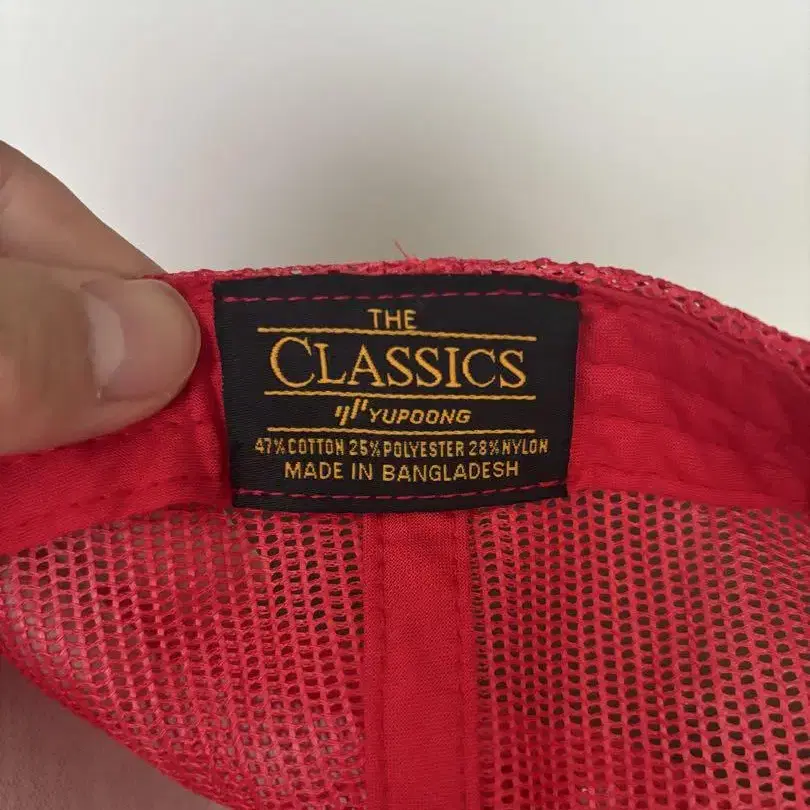 THE
CLASSICS
YUPOONG
47% COTTON 25% POLYESTER 28% NYLON
MADE IN BANGLADESH